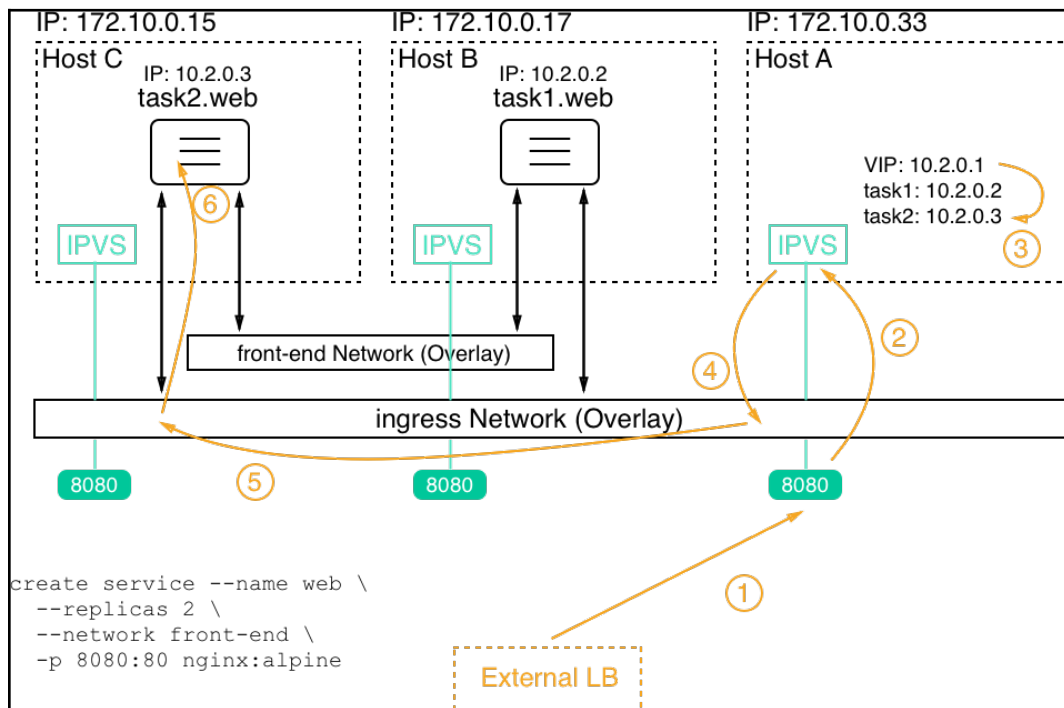 IP: 172.10.0.15
IP: 172.10.0.17
IP: 172.10.0.33
Host C
IP: 10.2.0.3
task2.web
Host B
IP: 10.2.0.2
task1.web
Host A
VIP: 10.2.0.1
task1: 10.2.0.2
task2: 10.2.0.3
6
3
IPVS
IPVS
IPVS
2
front-end Network (Overlay)
4
ingress Network (Overlay)
5
8080
8080
8080
1
create service --name web \
--replicas 2 \
--network front-end \
-p 8080:80 nginx:alpine
External LB